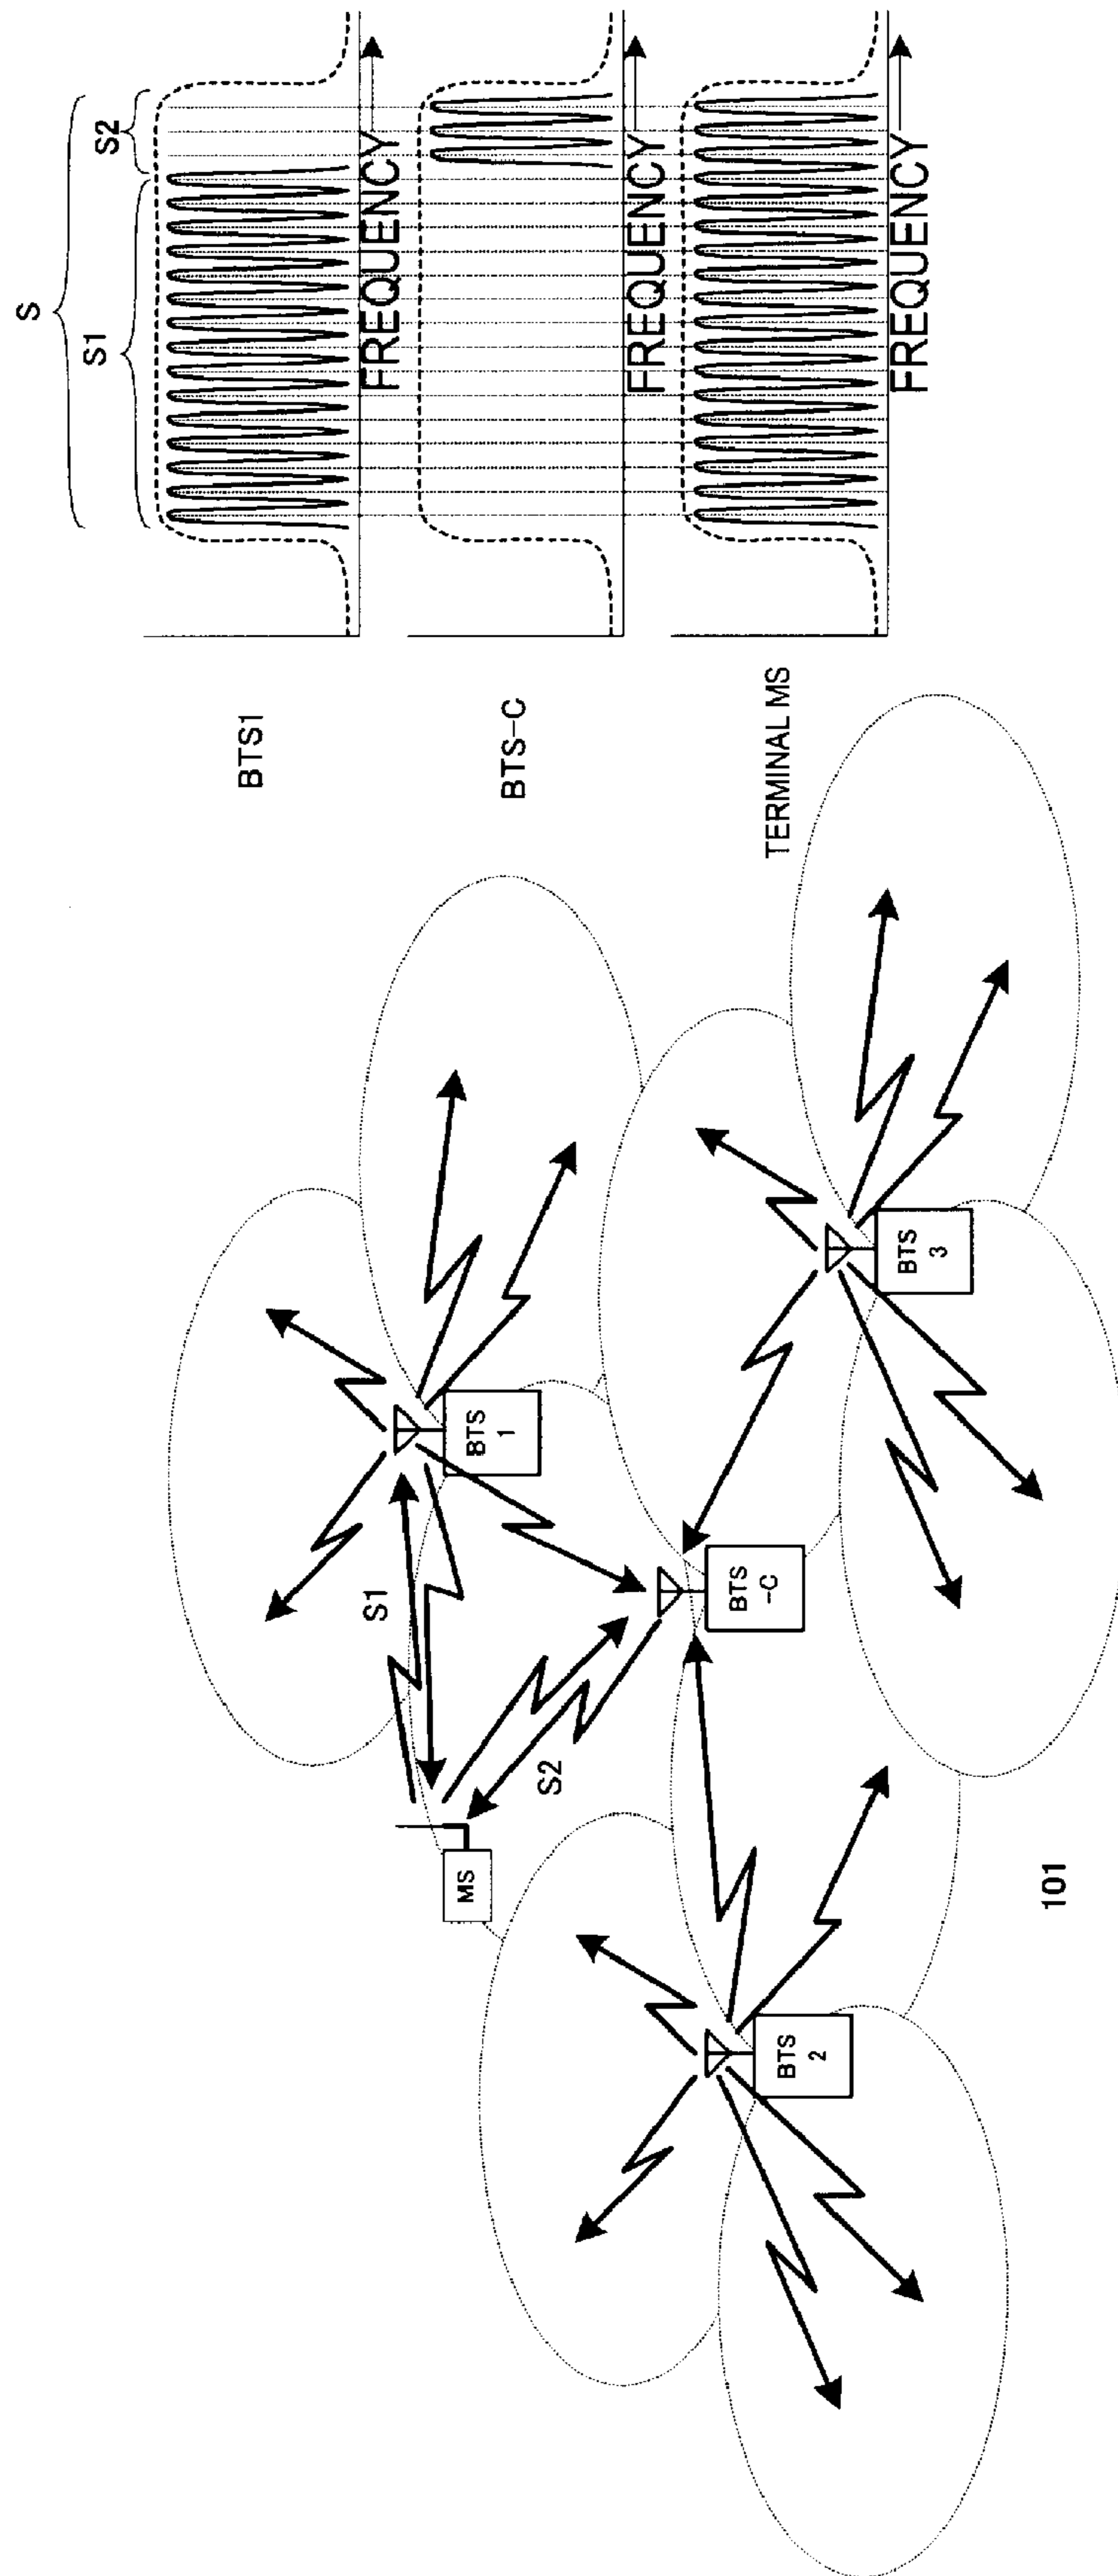 S
S1
S2
BTS1
FREQUENCY
BTS-C
FREQUENCY
TERMINAL MS
FREQUENCY
S1
MS
BTS
1
S2
BTS
-C
BTS
2
BTS
3
101